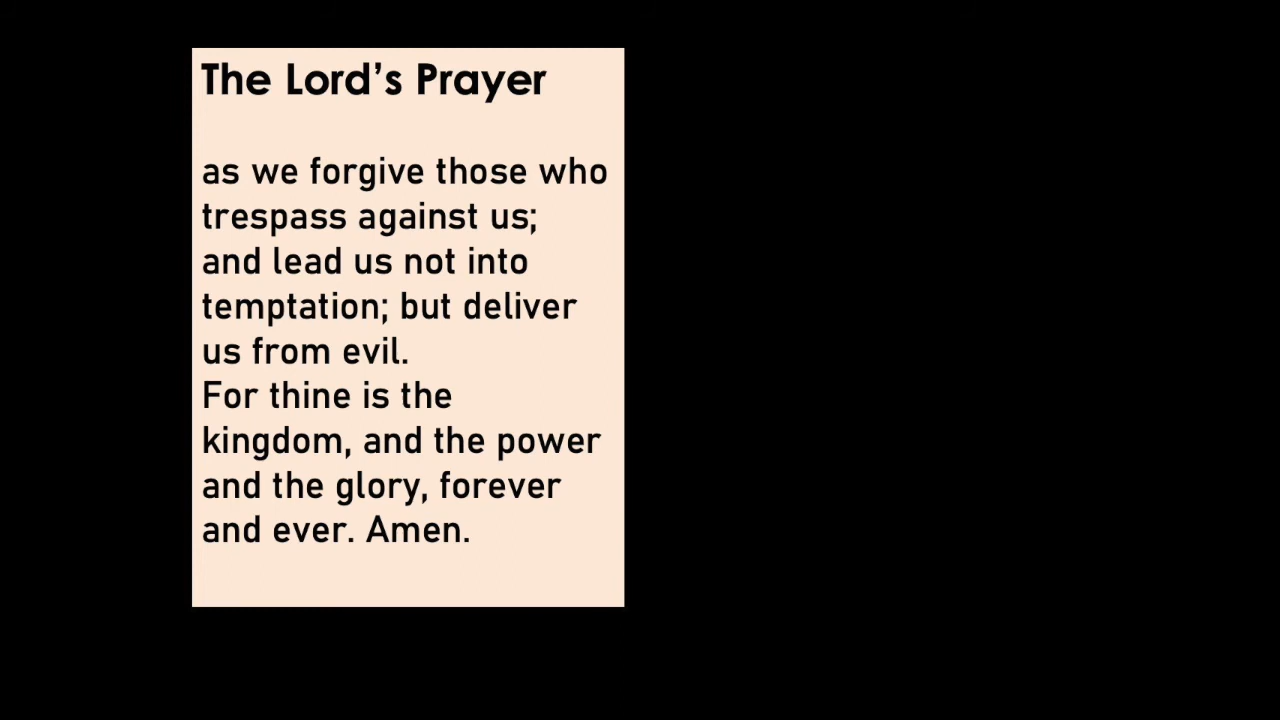 The Lord’s Prayer
as we forgive those who
trespass against us;
and lead us not into
temptation; but deliver
us from evil.
For thine is the
kingdom, and the power
and the glory, forever
and ever. Amen.